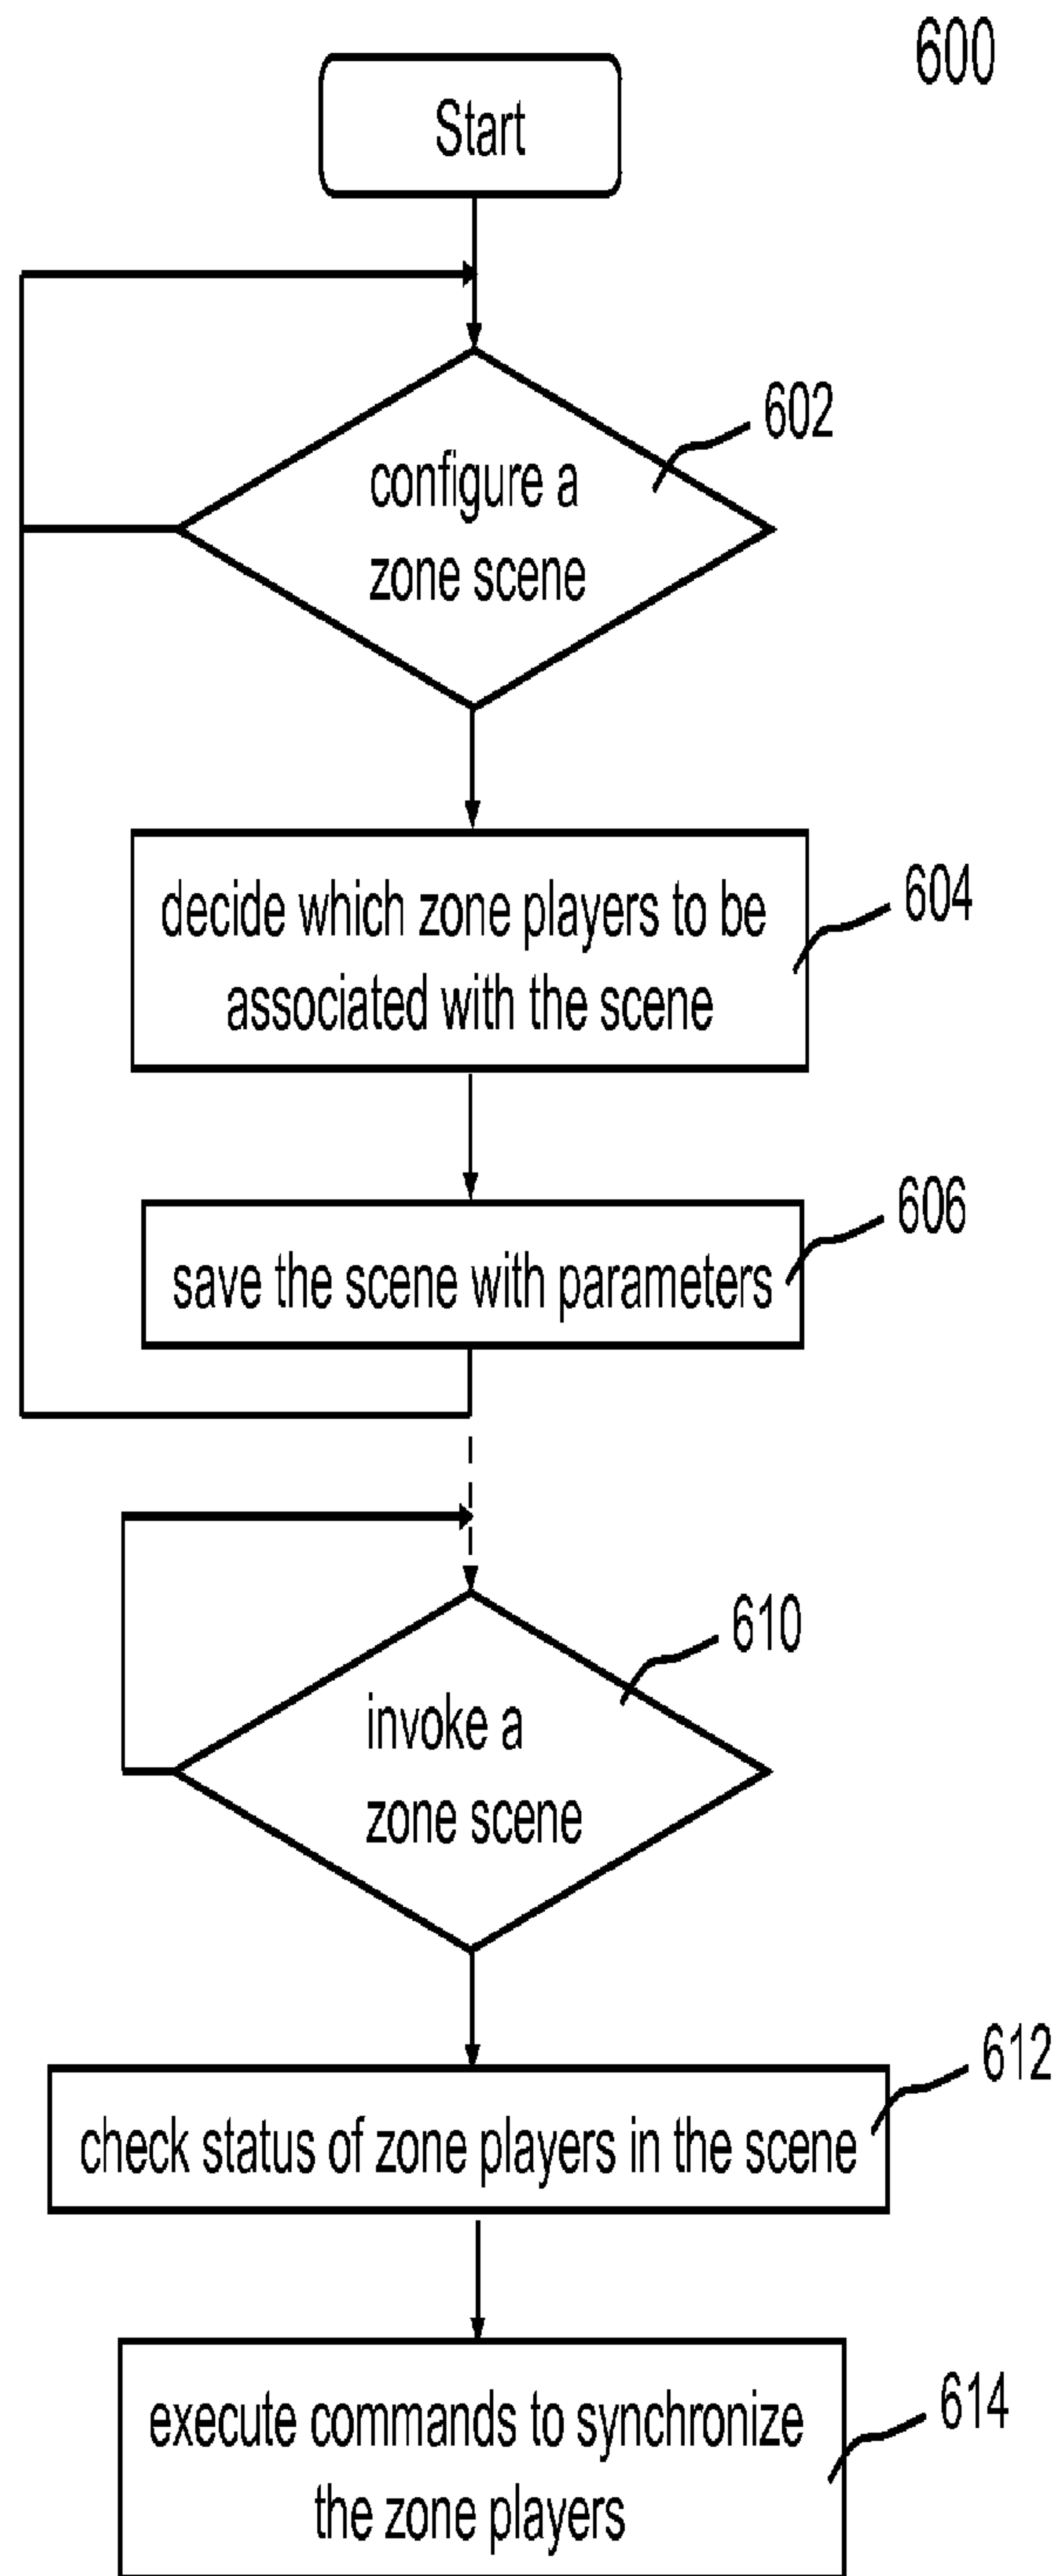 600
Start
602
configure a
zone scene
604
decide which zone players to be
associated with the scene
606
save the scene with parameters
610
invoke a
zone scene
612
check status of zone players in the scene
614
execute commands to synchronize
the zone players